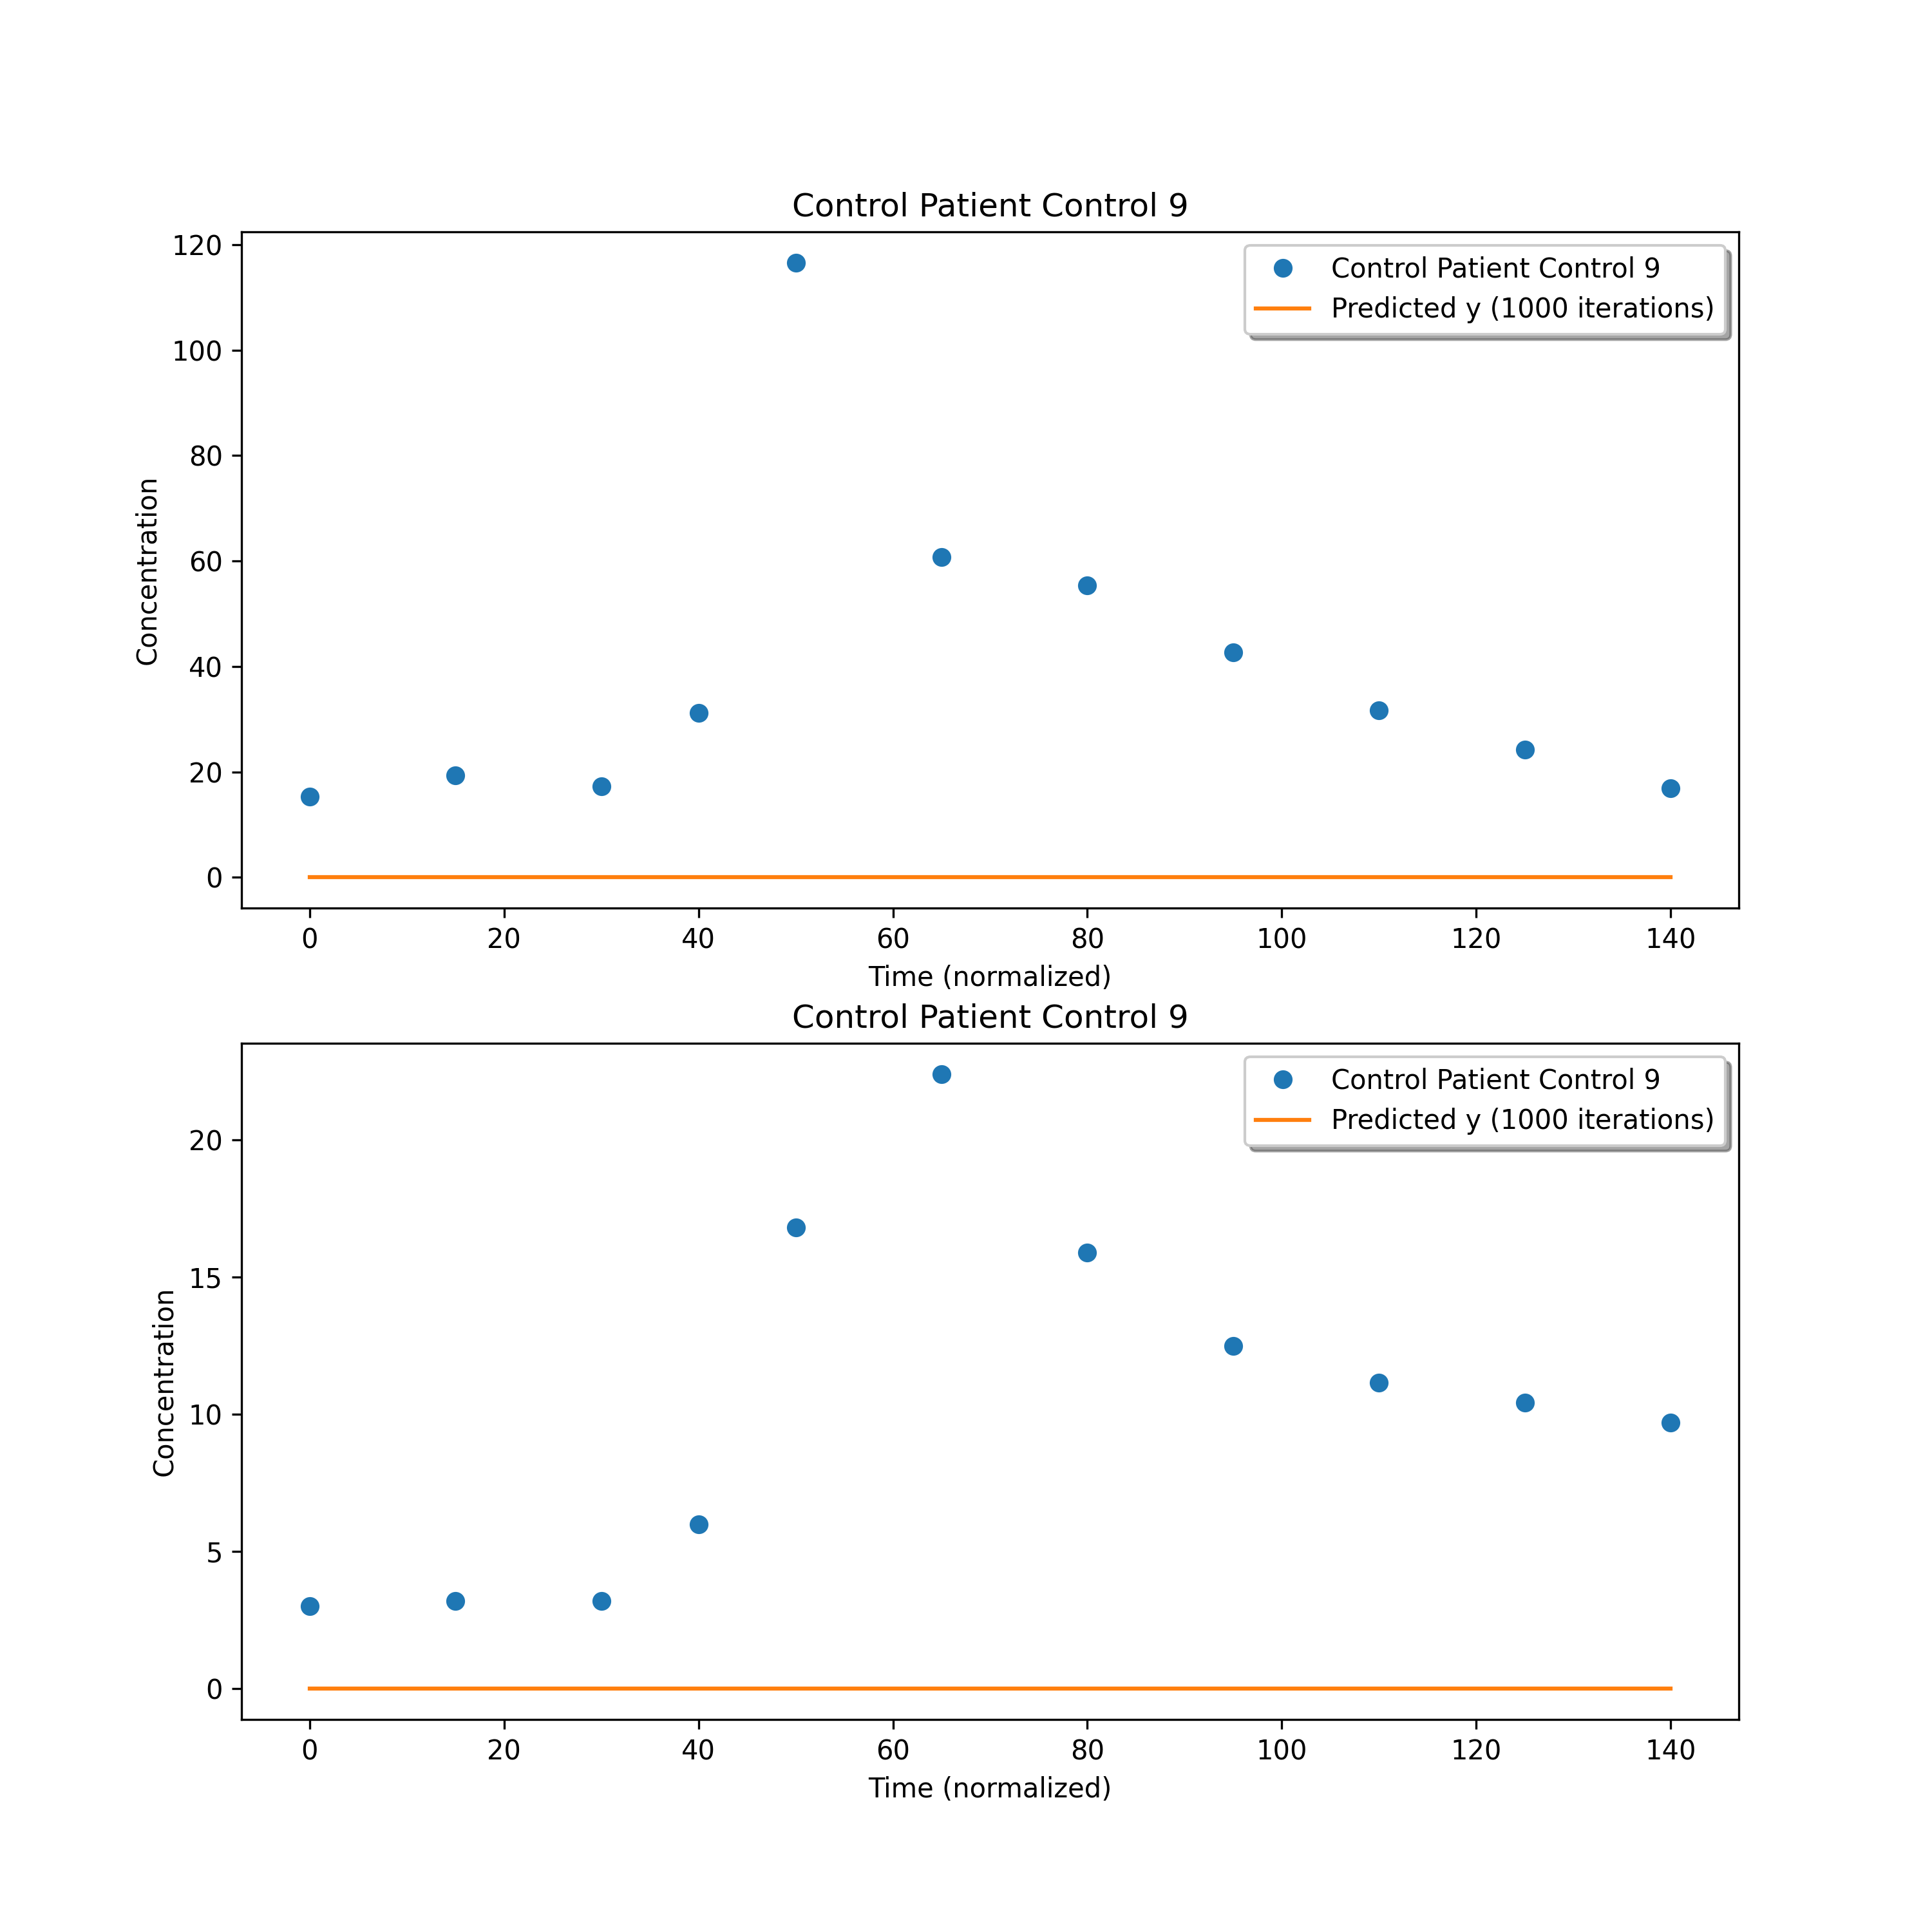 Control Patient Control 9
120
100
80
60
40
20
0
Concentration
Control Patient Control 9
Predicted y (1000 iterations)
0 20 40 60 80 100 120 140
Time (normalized)
Control Patient Control 9
20
15
10
5
0
Concentration
Control Patient Control 9
Predicted y (1000 iterations)
0 20 40 60 80 100 120 140
Time (normalized)